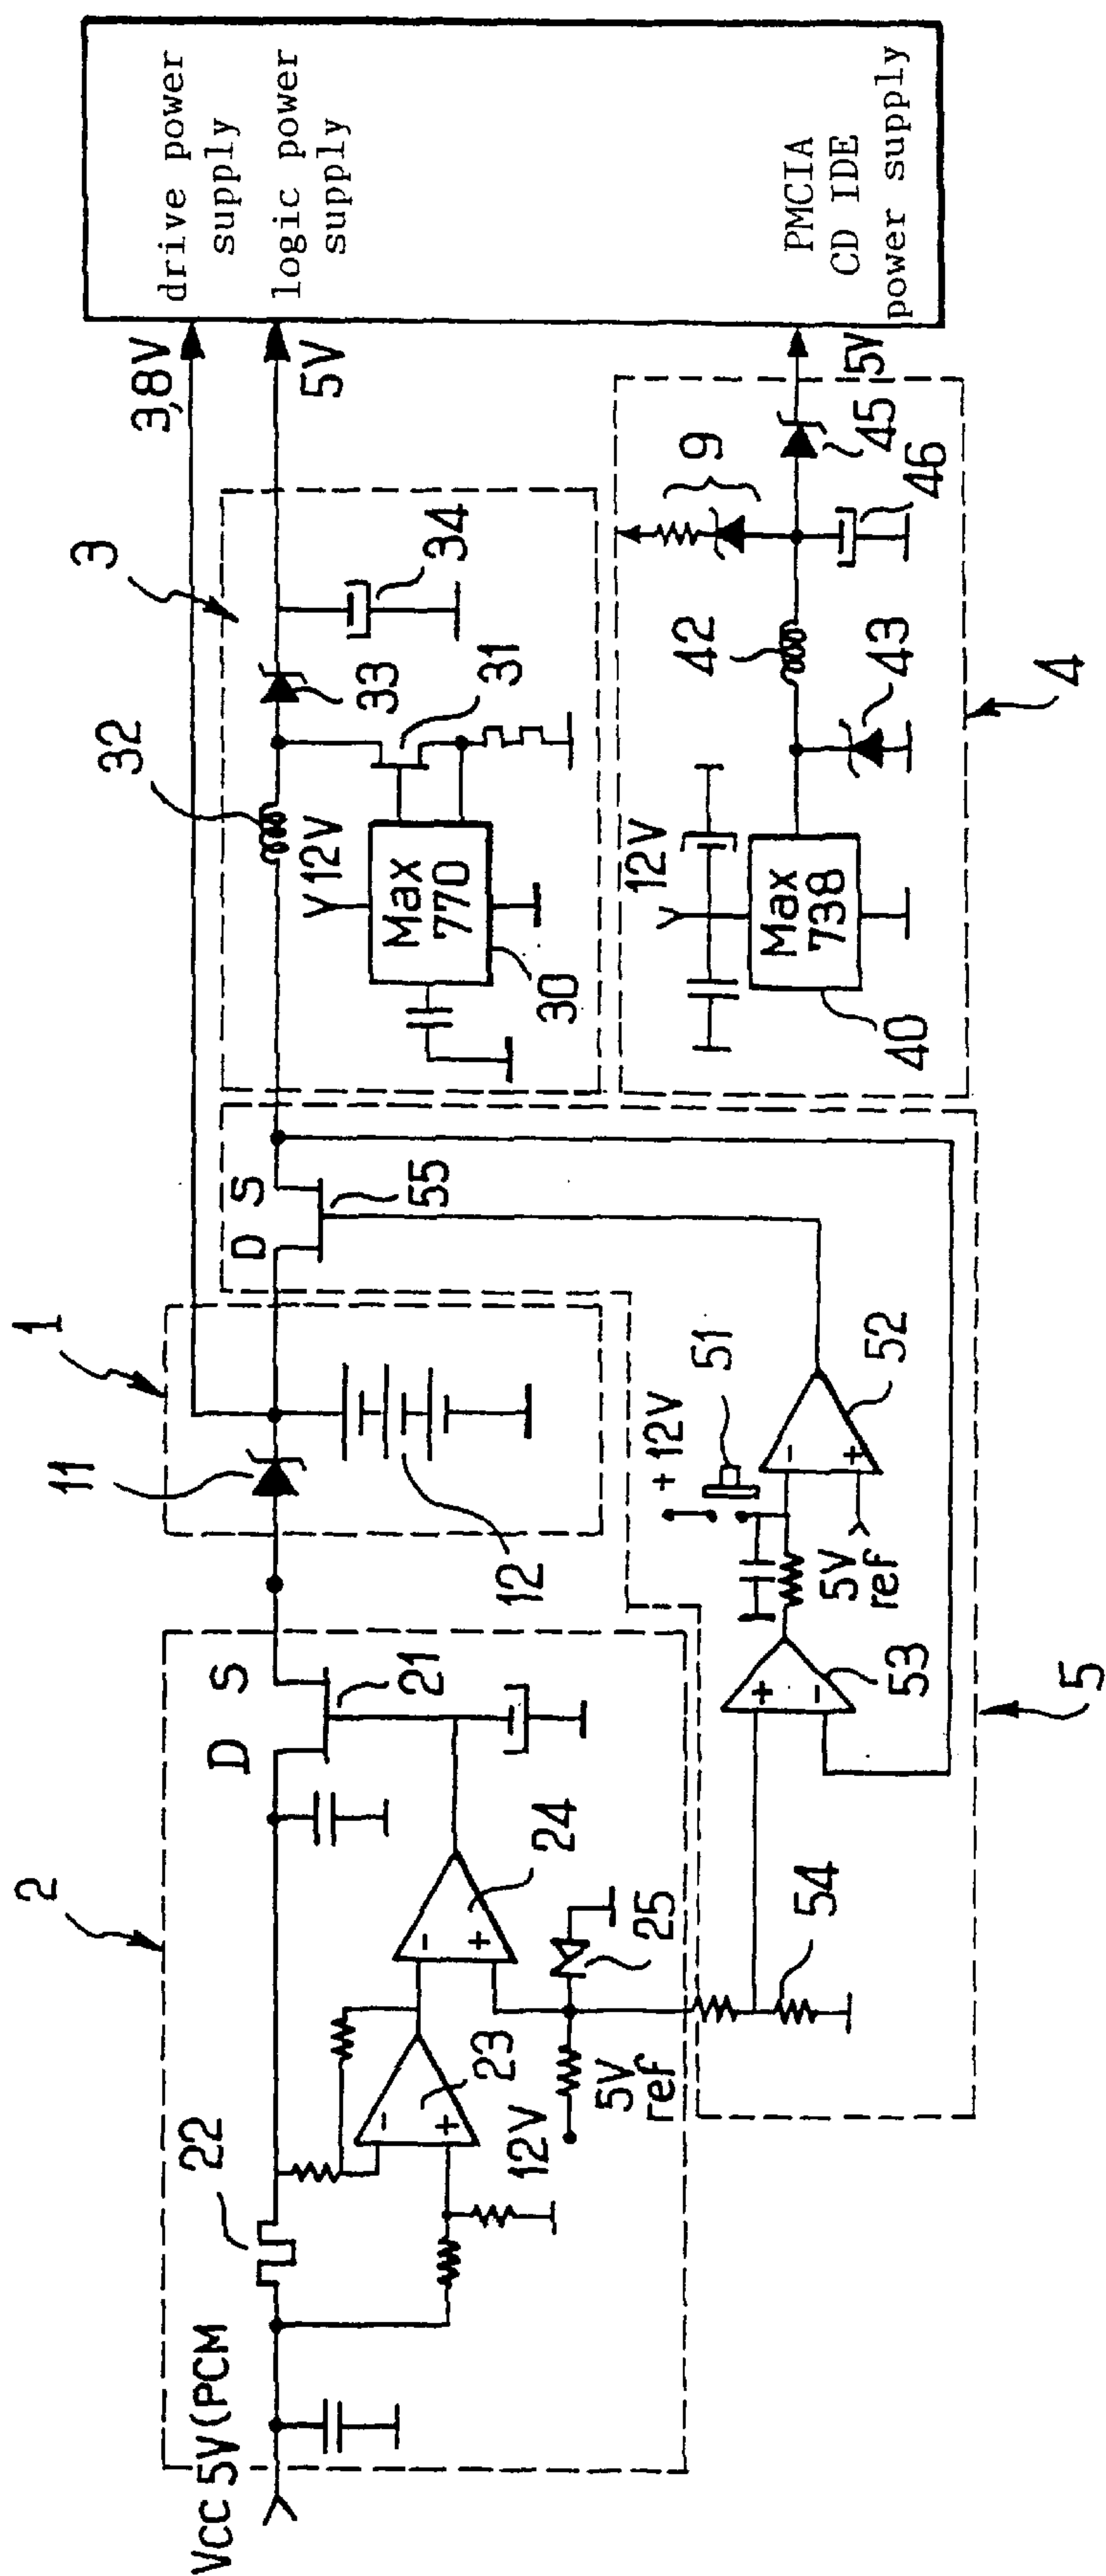 drive power
supply
logic power
supply
PMCIA
CD IDE
power supply
3,8V
5V
5V
3
32
33
34
31
12V
Max
770
30
9
45
46
42
43
4
12V
Max
738
40
1
11
12
D
S
55
+12V
51
52
-
+
5V
ref
53
+
-
54
5
2
22
D
S
21
24
-
+
23
-
+
25
12V
5V
ref
Vcc 5V (PCM